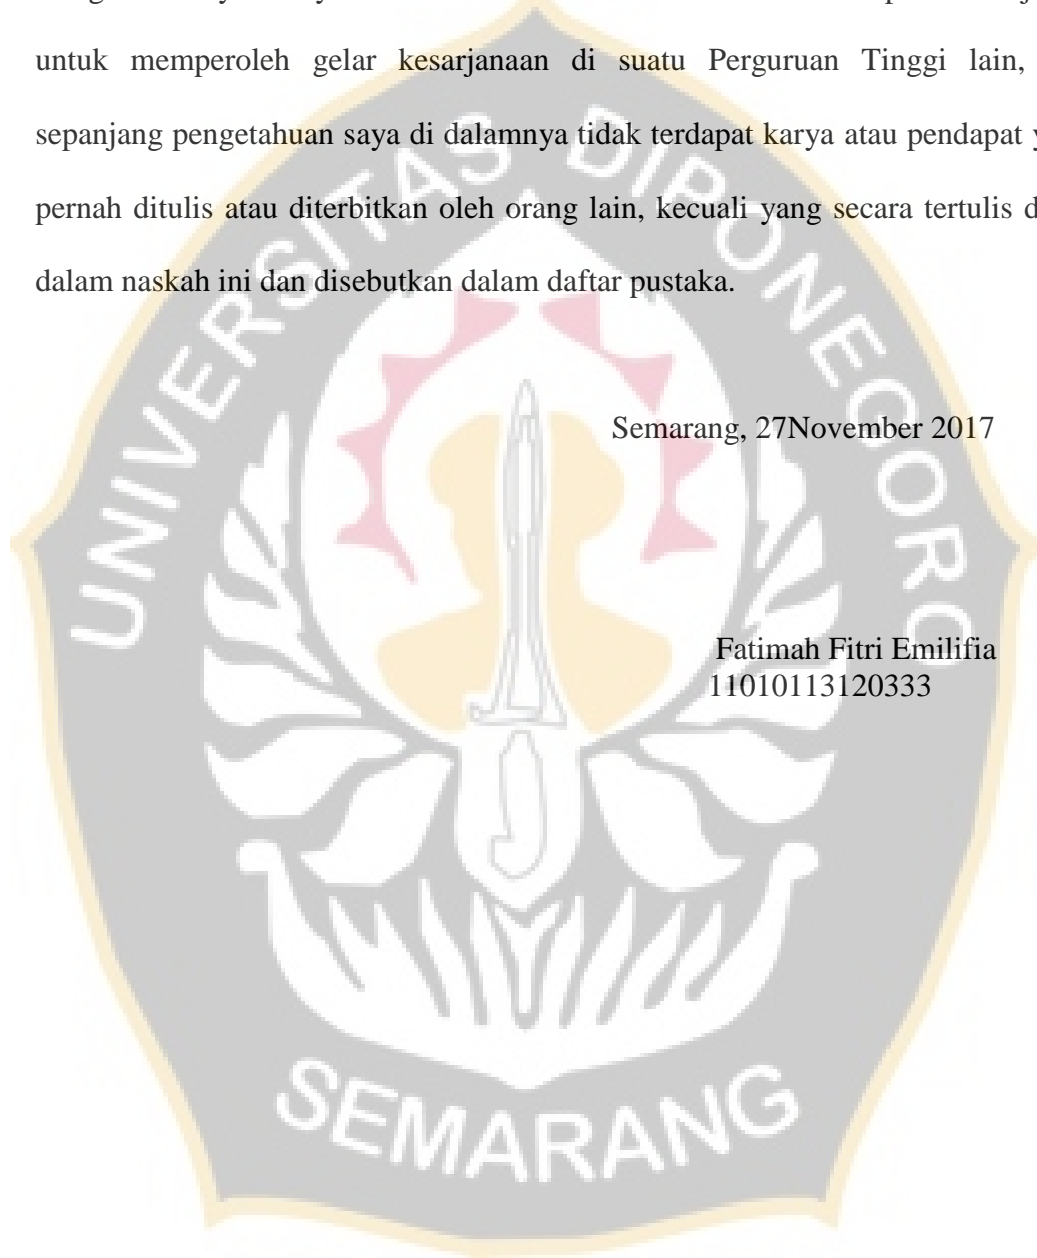 untuk memperoleh gelar kesarjanaan di suatu Perguruan Tinggi lain,
sepanjang pengetahuan saya di dalamnya tidak terdapat karya atau pendapat
pernah ditulis atau diterbitkan oleh orang lain, kecuali yang secara tertulis
dalam naskah ini dan disebutkan dalam daftar pustaka.
Semarang, 27November 2017
Fatimah Fitri Emilifia
11010113120333
UNIVERSITAS DIPONEGORO
SEMARANG